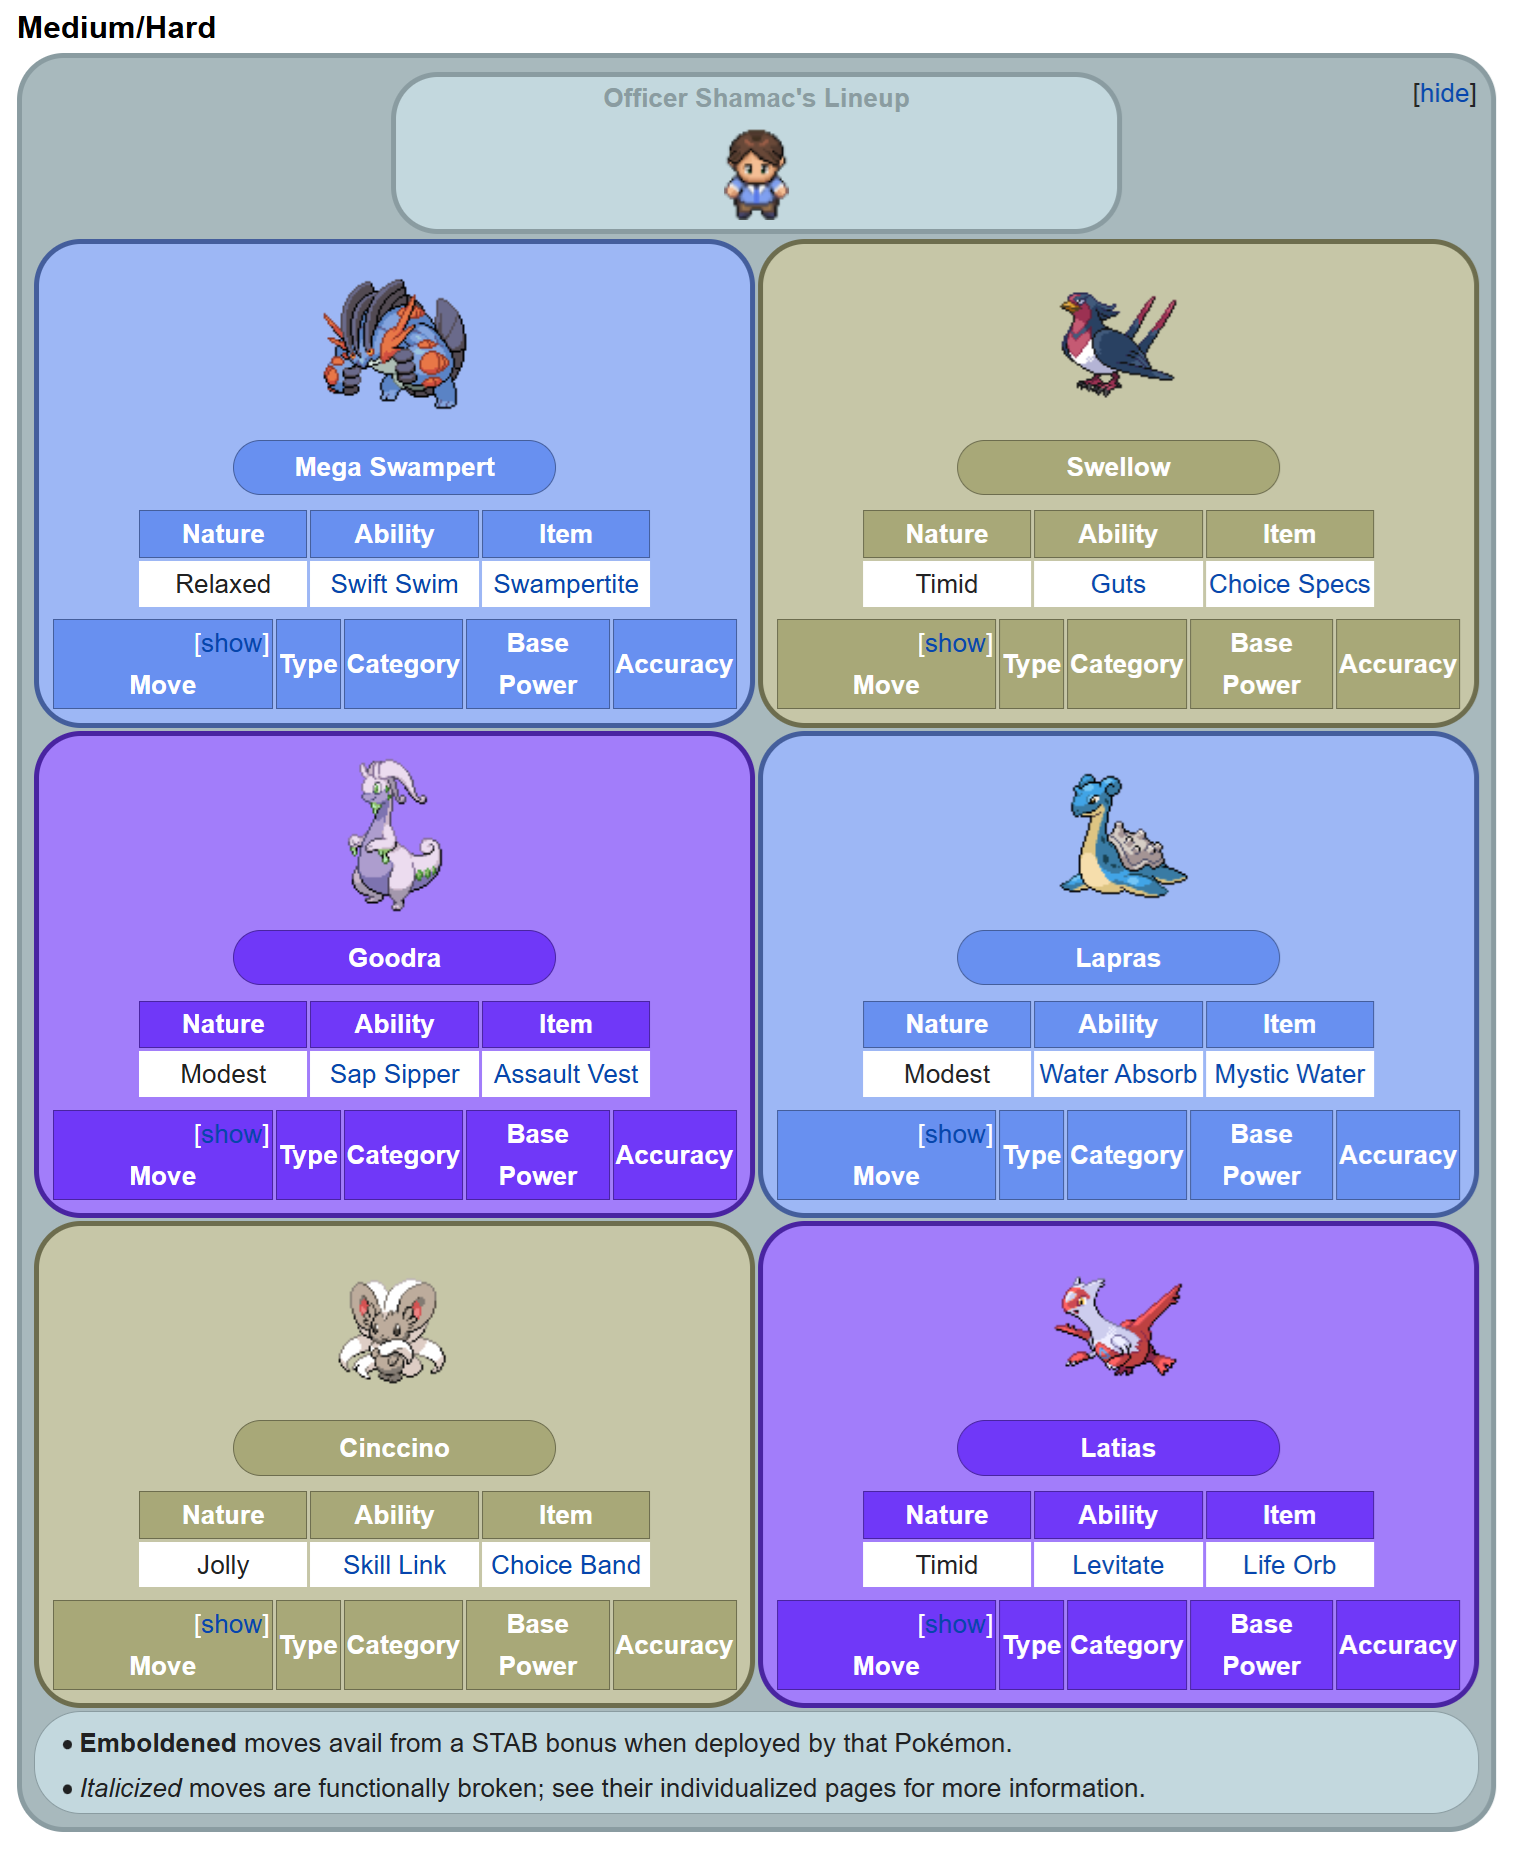 Medium/Hard
Officer Shamac's Lineup
[hide]
Mega Swampert
Nature Ability Item
Relaxed Swift Swim Swampertite
[show]
Move Type Category Base Power Accuracy
Swellow
Nature Ability Item
Timid Guts Choice Specs
[show]
Move Type Category Base Power Accuracy
Goodra
Nature Ability Item
Modest Sap Sipper Assault Vest
[show]
Move Type Category Base Power Accuracy
Lapras
Nature Ability Item
Modest Water Absorb Mystic Water
[show]
Move Type Category Base Power Accuracy
Cinccino
Nature Ability Item
Jolly Skill Link Choice Band
[show]
Move Type Category Base Power Accuracy
Latias
Nature Ability Item
Timid Levitate Life Orb
[show]
Move Type Category Base Power Accuracy
• Emboldened moves avail from a STAB bonus when deployed by that Pokémon.
• Italicized moves are functionally broken; see their individualized pages for more information.